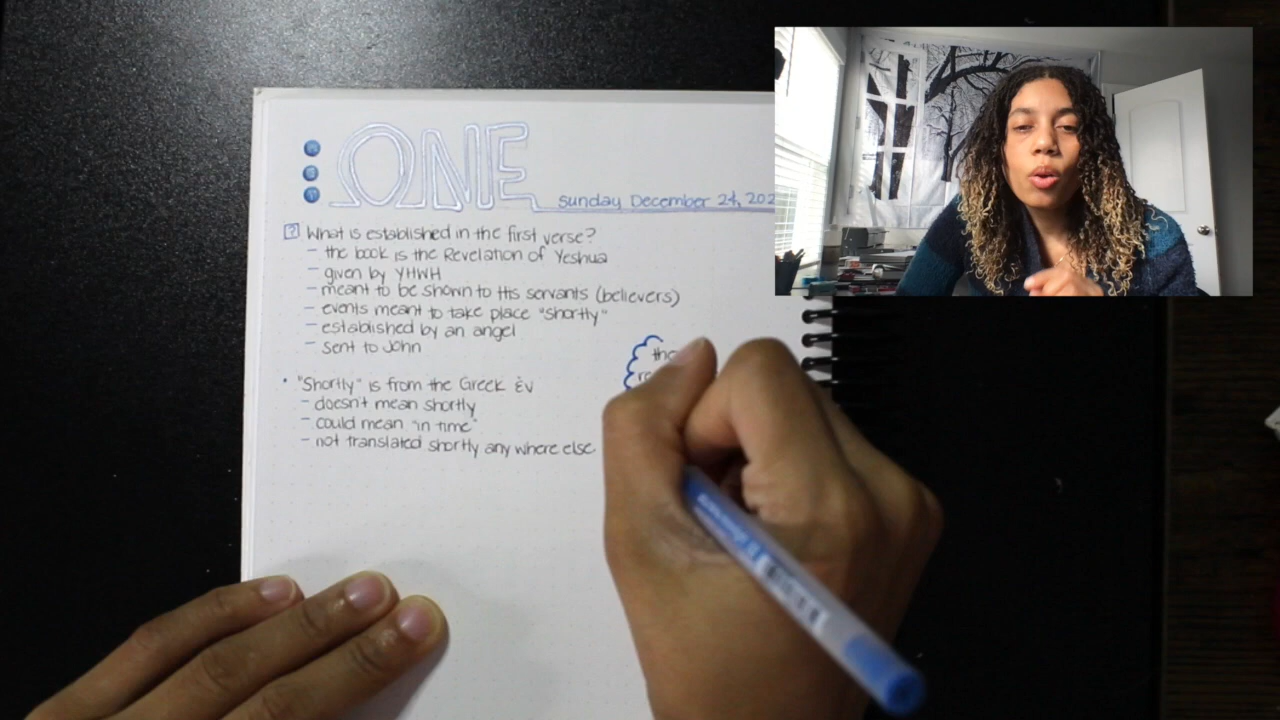 ONE
Sunday December 24, 202
? What is established in the first verse?
- the book is the Revelation of Yeshua
- given by YHWH
- meant to be shown to His servants (believers)
- events meant to take place "shortly"
- established by an angel
- sent to John
the
re
• "Shortly" is from the Greek ἐν
- doesn't mean shortly
- could mean "in time"
- not translated shortly any where else